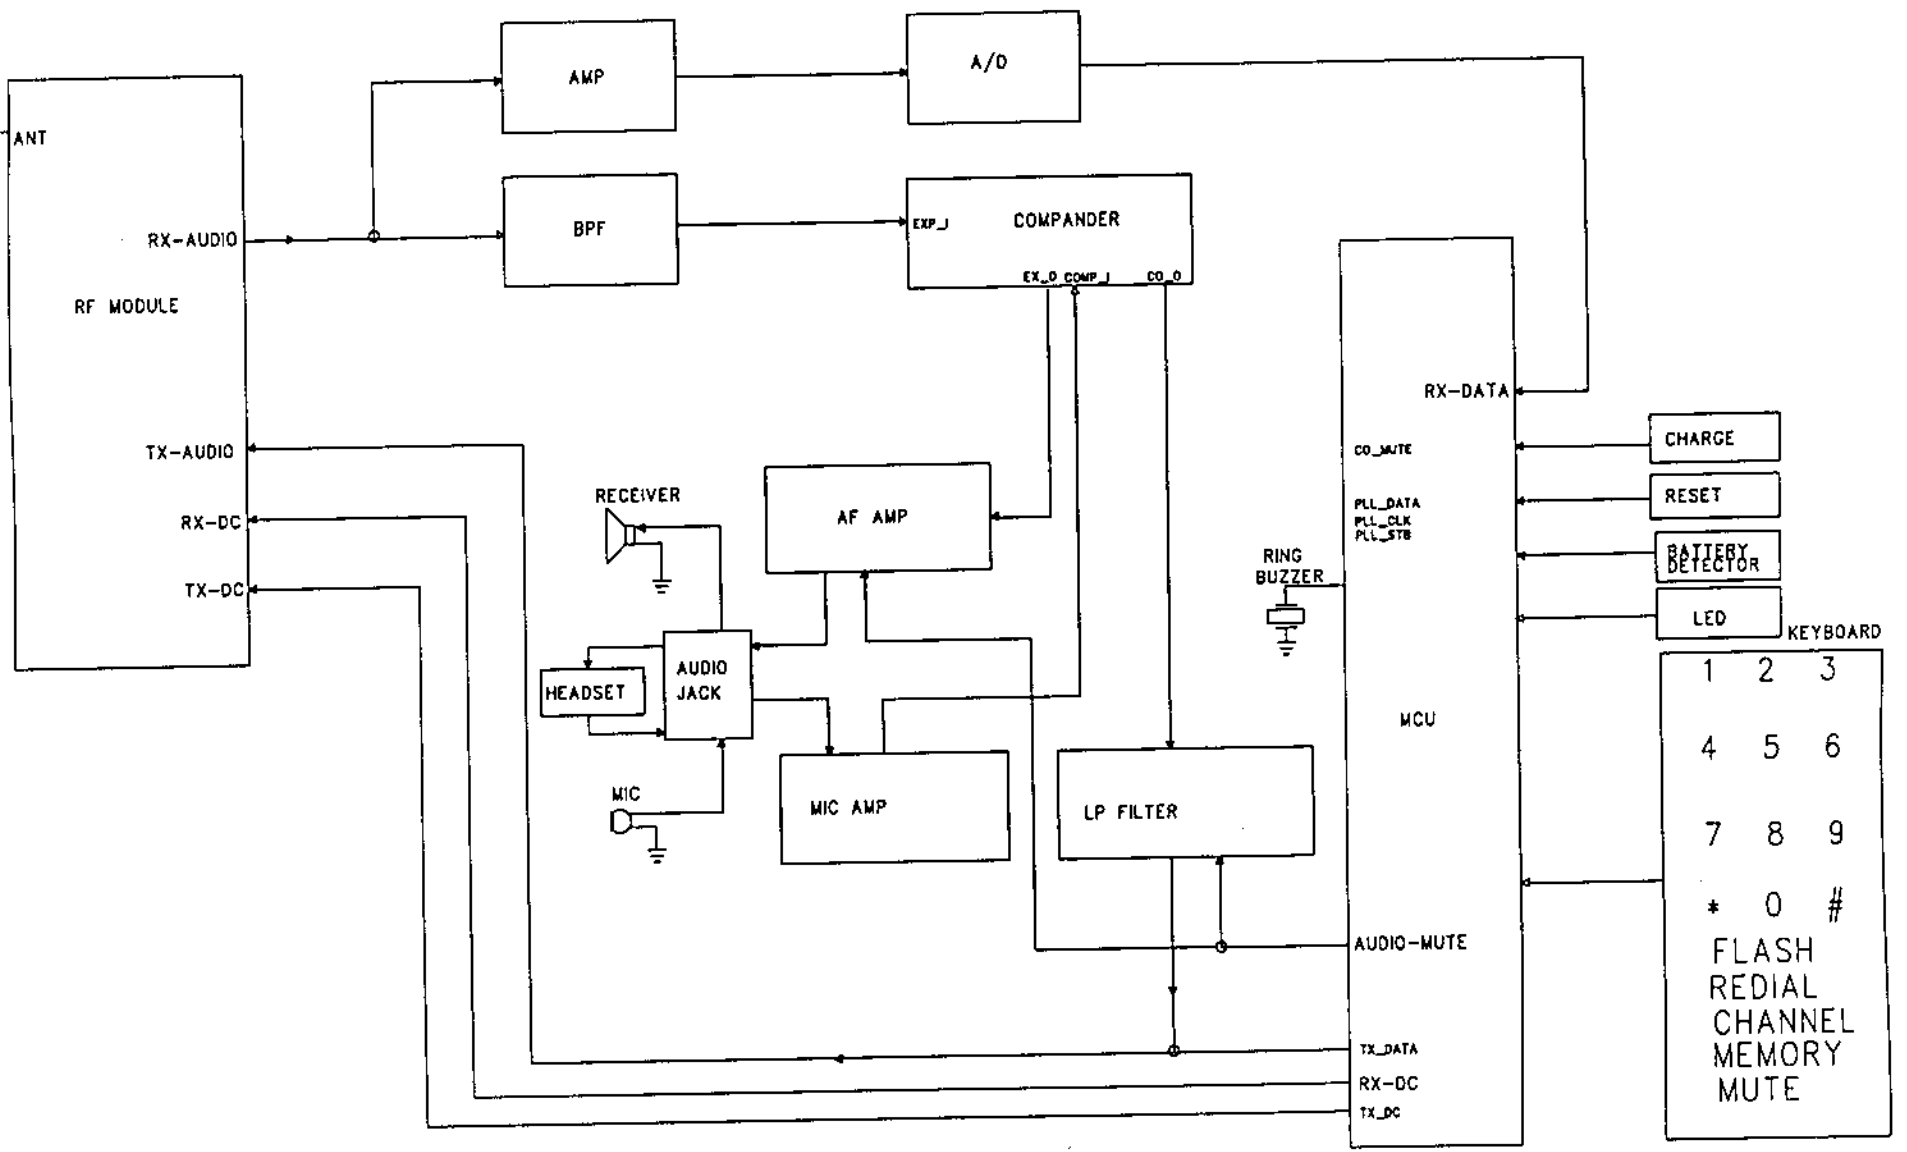 AMP
A/D
ANT
RX-AUDIO
BPF
EXP_I
COMPANDER
EX_O COMP_I CO_O
RF MODULE
RX-DATA
TX-AUDIO
CO_MUTE
CHARGE
RECEIVER
RX-DC
AF AMP
PLL_DATA
PLL_CLK
PLL_STB
RESET
RING
BUZZER
BATTERY
DETECTOR
TX-DC
LED
KEYBOARD
AUDIO
JACK
HEADSET
MCU
1 2 3
4 5 6
7 8 9
* 0 #
FLASH
REDIAL
CHANNEL
MEMORY
MUTE
MIC
MIC AMP
LP FILTER
AUDIO-MUTE
TX_DATA
RX-DC
TX_DC